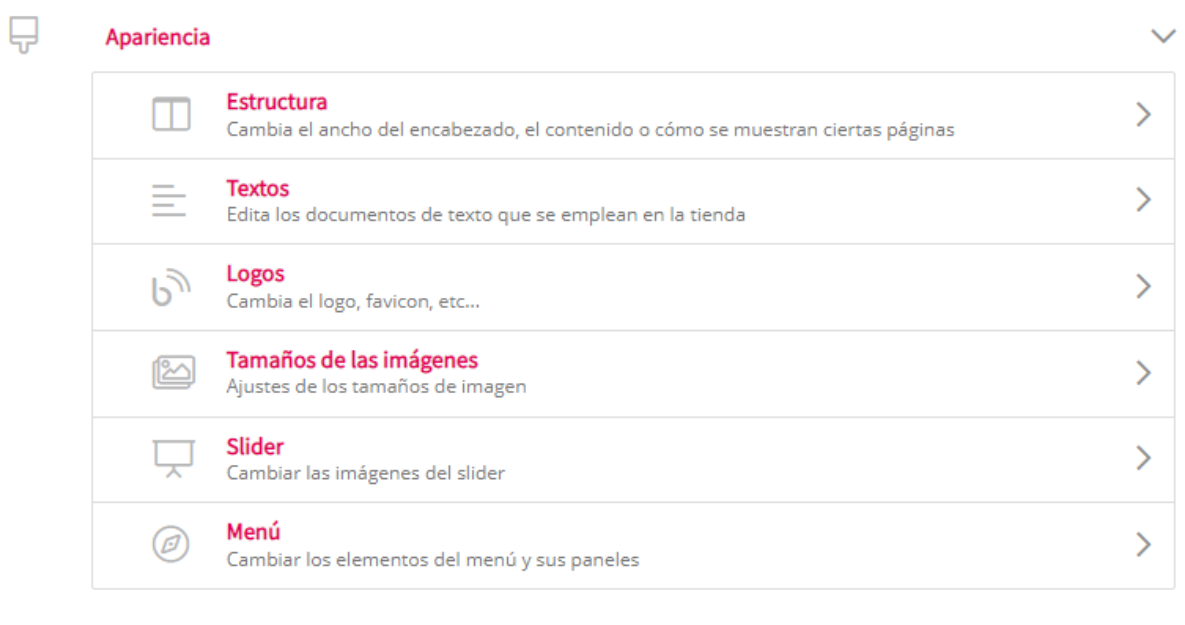 Apariencia
Estructura
Cambia el ancho del encabezado, el contenido o cómo se muestran ciertas páginas
Textos
Edita los documentos de texto que se emplean en la tienda
Logos
Cambia el logo, favicon, etc...
Tamaños de las imágenes
Ajustes de los tamaños de imagen
Slider
Cambiar las imágenes del slider
Menú
Cambiar los elementos del menú y sus paneles